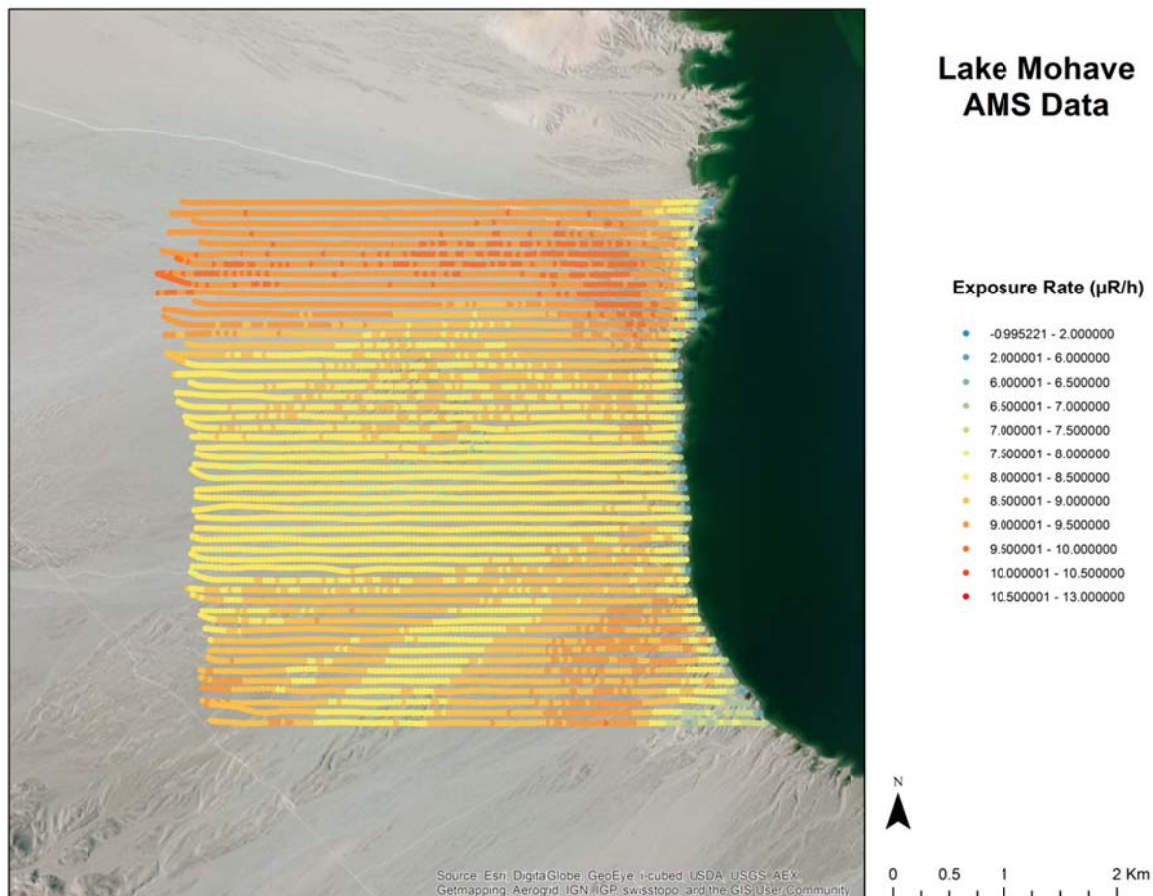 Lake Mohave
AMS Data
Exposure Rate (µR/h)
-0.995221 - 2.000000
2.000001 - 6.000000
6.000001 - 6.500000
6.500001 - 7.000000
7.000001 - 7.500000
7.500001 - 8.000000
8.000001 - 8.500000
8.500001 - 9.000000
9.000001 - 9.500000
9.500001 - 10.000000
10.000001 - 10.500000
10.500001 - 13.000000
N
0 0.5 1 2 Km
Source: Esri, DigitalGlobe, GeoEye, i-cubed, USDA, USGS, AEX,
Getmapping, Aerogrid, IGN, IGP, swisstopo, and the GIS User Community